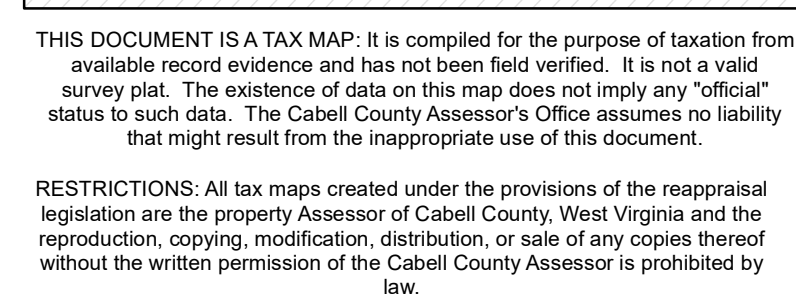 THIS DOCUMENT IS A TAX MAP: It is compiled for the purpose of taxation from
available record evidence and has not been field verified.  It is not a valid
survey plat.  The existence of data on this map does not imply any "official"
status to such data.  The Cabell County Assessor's Office assumes no liability
that might result from the inappropriate use of this document.
RESTRICTIONS: All tax maps created under the provisions of the reappraisal
legislation are the property Assessor of Cabell County, West Virginia and the
reproduction, copying, modification, distribution, or sale of any copies thereof
without the written permission of the Cabell County Assessor is prohibited by
law.